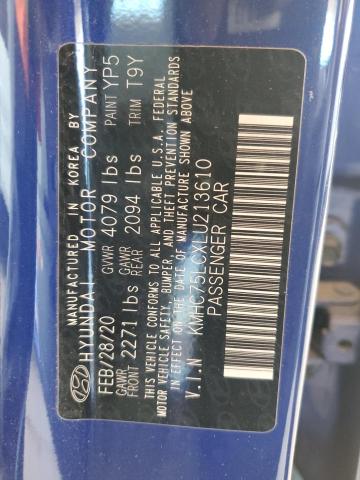 MANUFACTURED IN KOREA BY
HYUNDAI MOTOR COMPANY
FEB/28/20 GVWR 4079 lbs PAINT YP5
GAWR FRONT 2271 lbs GAWR REAR 2094 lbs TRIM T9Y
THIS VEHICLE CONFORMS TO ALL APPLICABLE U.S.A. FEDERAL
MOTOR VEHICLE SAFETY, BUMPER, AND THEFT PREVENTION STANDARDS
IN EFFECT ON THE DATE OF MANUFACTURE SHOWN ABOVE
V.I.N KMHC75LCXLU213610
PASSENGER CAR